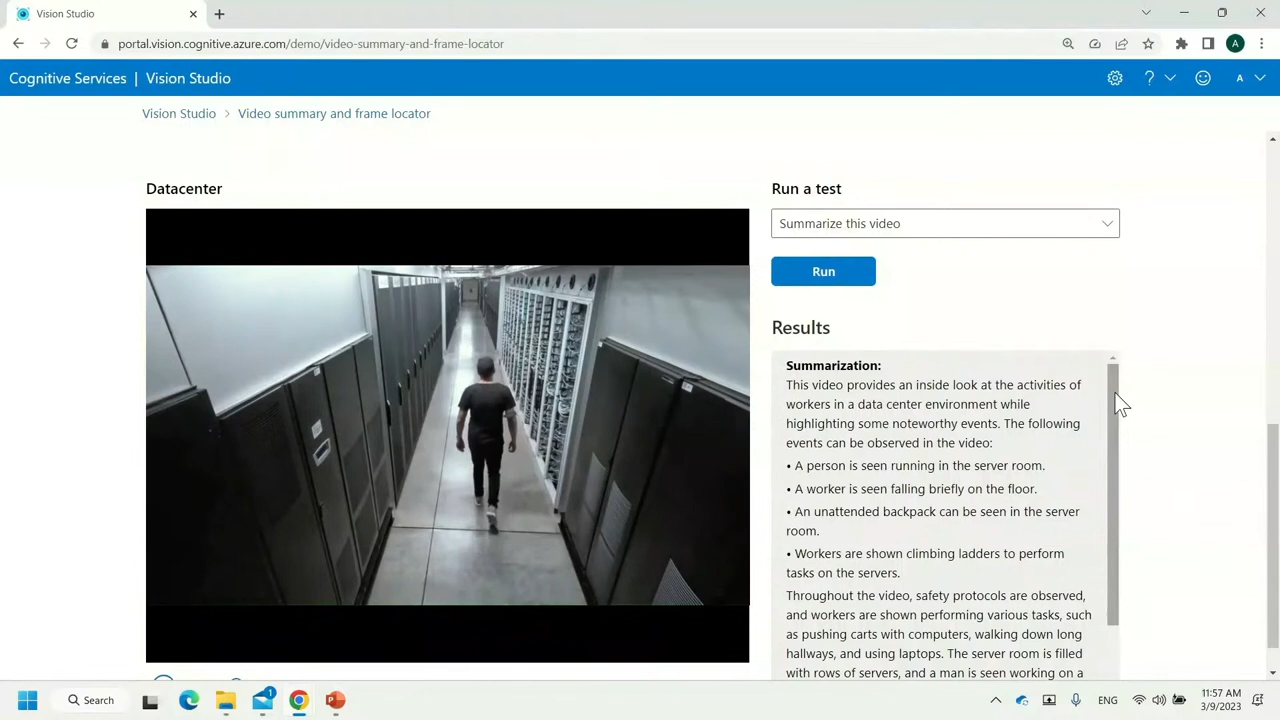 Vision Studio
portal.vision.cognitive.azure.com/demo/video-summary-and-frame-locator
A
Cognitive Services | Vision Studio
A
Vision Studio > Video summary and frame locator
Datacenter
Run a test
Summarize this video
Run
Results
Summarization:
This video provides an inside look at the activities of
workers in a data center environment while
highlighting some noteworthy events. The following
events can be observed in the video:
• A person is seen running in the server room.
• A worker is seen falling briefly on the floor.
• An unattended backpack can be seen in the server
room.
• Workers are shown climbing ladders to perform
tasks on the servers.
Throughout the video, safety protocols are observed,
and workers are shown performing various tasks, such
as pushing carts with computers, walking down long
hallways, and using laptops. The server room is filled
with rows of servers, and a man is seen working on a
Search
1
ENG
11:57 AM
3/9/2023